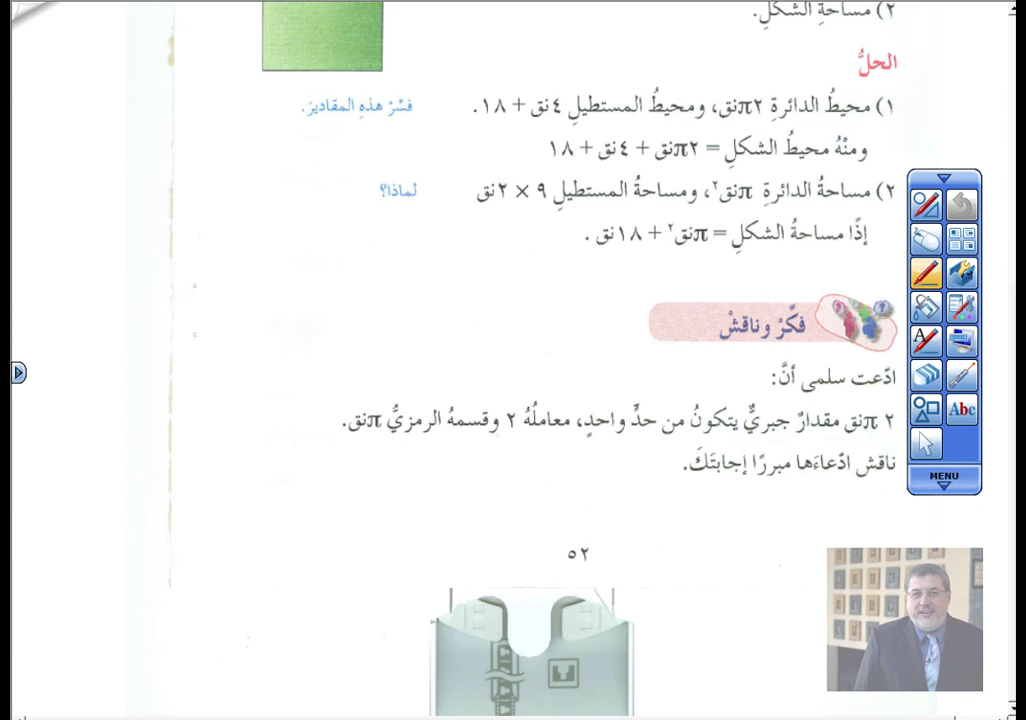 ٢) مساحةِ الشكلِ.
الحلُّ
١) محيطُ الدائرةِ ٢πنق، ومحيطُ المستطيلِ ٤نق + ١٨. فسِّرْ هذهِ المقاديرَ.
ومنْهُ محيطُ الشكلِ = ٢πنق + ٤نق + ١٨
٢) مساحةُ الدائرةِ πنق٢، ومساحةُ المستطيلِ ٩ × ٢نق لماذا؟
إذًا مساحةُ الشكلِ = πنق٢ + ١٨نق .
فكِّرْ وناقشْ
ادّعت سلمى أنَّ:
٢ πنق مقدارٌ جبريٌّ يتكونُ من حدٍّ واحدٍ، معاملُهُ ٢ وقسمهُ الرمزيُّ πنق.
ناقش ادّعاءَها مبررًا إجابتَكَ.
٥٢
Abc
A
MENU